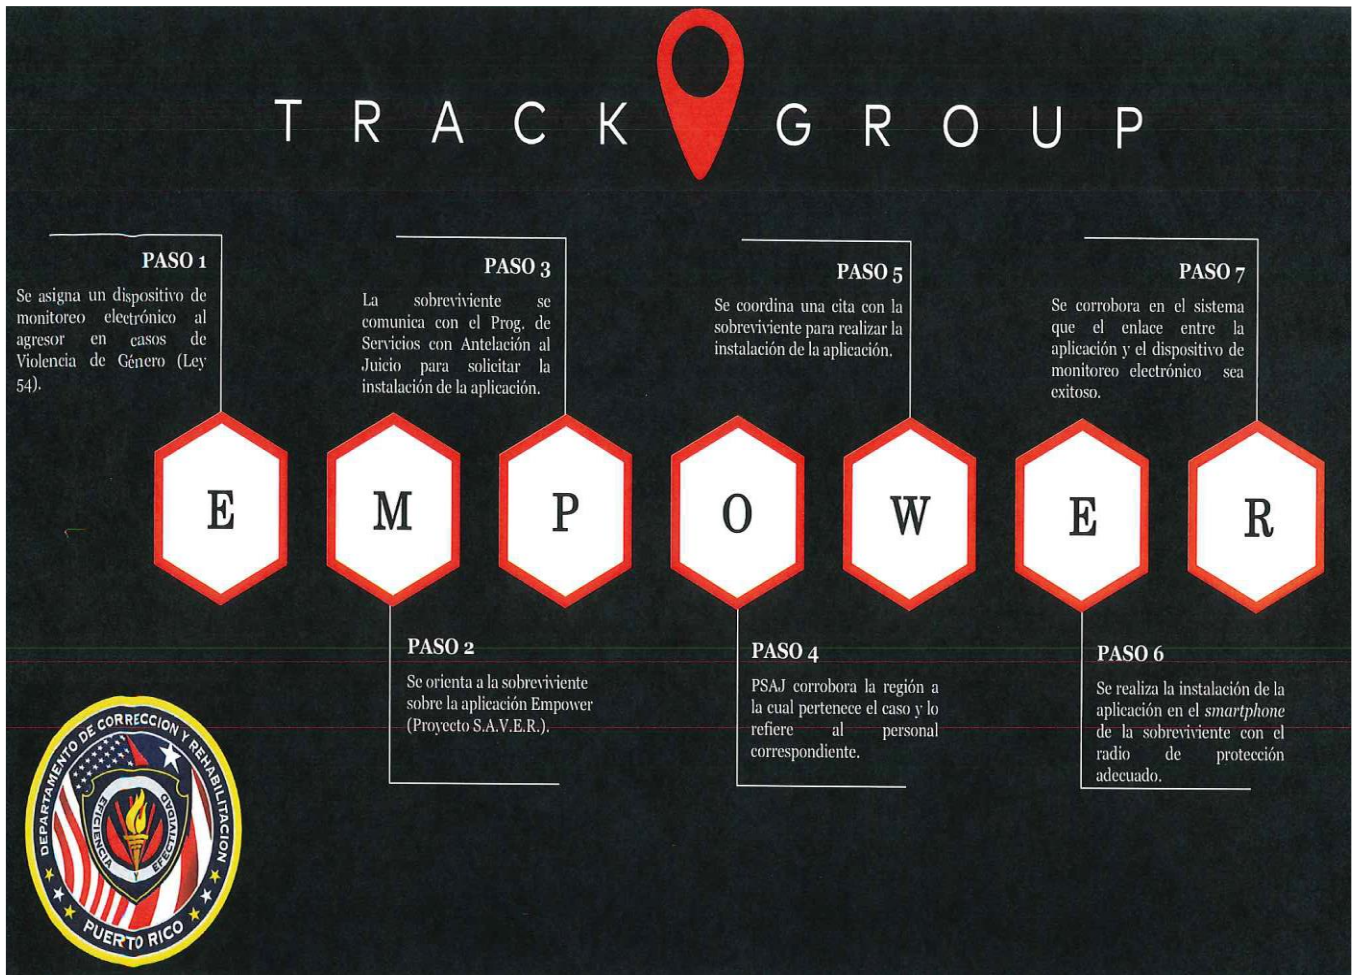 TRACK GROUP
PASO 1
Se asigna un dispositivo de
monitoreo electrónico al
agresor en casos de
Violencia de Género (Ley
54).
PASO 3
La sobreviviente se
comunica con el Prog. de
Servicios con Antelación al
Juicio para solicitar la
instalación de la aplicación.
PASO 5
Se coordina una cita con la
sobreviviente para realizar la
instalación de la aplicación.
PASO 7
Se corrobora en el sistema
que el enlace entre la
aplicación y el dispositivo de
monitoreo electrónico sea
exitoso.
E M P O W E R
PASO 2
Se orienta a la sobreviviente
sobre la aplicación Empower
(Proyecto S.A.V.E.R.).
PASO 4
PSAJ corrobora la región a
la cual pertenece el caso y lo
refiere al personal
correspondiente.
PASO 6
Se realiza la instalación de la
aplicación en el smartphone
de la sobreviviente con el
radio de protección
adecuado.
DEPARTAMENTO DE CORRECCION Y REHABILITACION
EFICIENCIA Y EFECTIVIDAD
PUERTO RICO